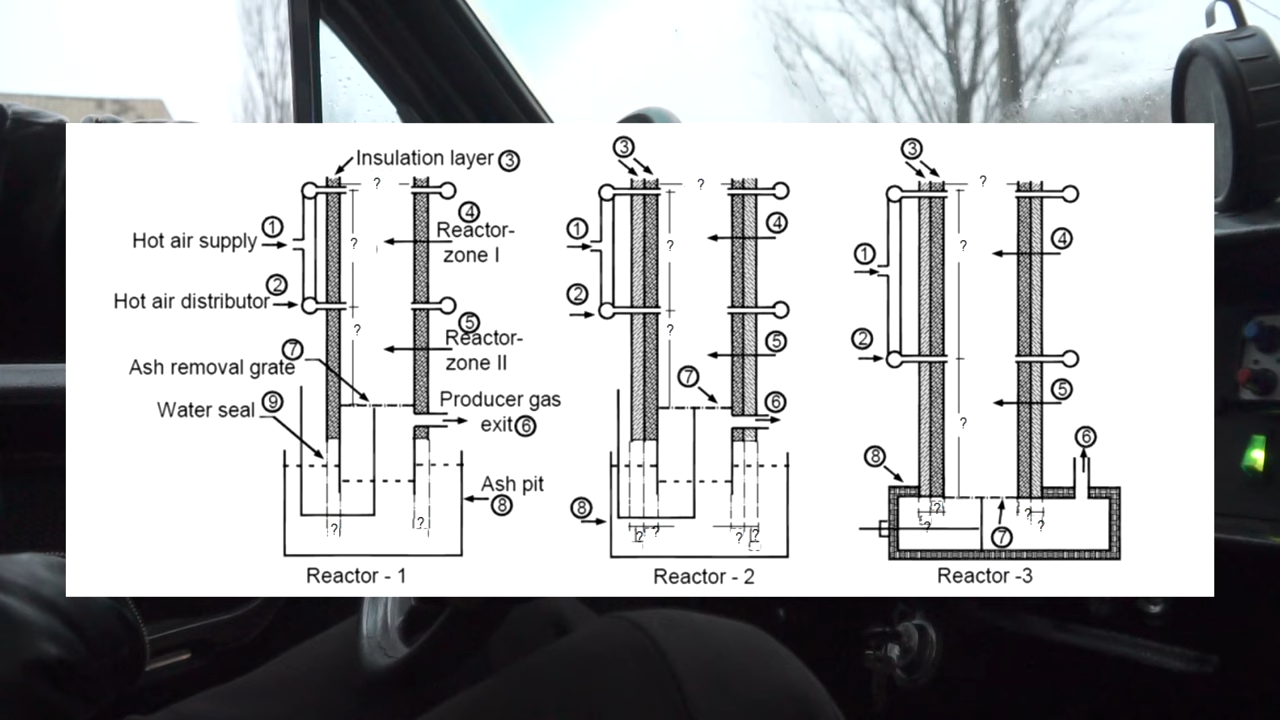 Insulation layer ③
?
① Hot air supply
② Hot air distributor
④ Reactor-
zone I
?
⑤ Reactor-
zone II
?
⑦ Ash removal grate
Water seal ⑨
Producer gas
exit ⑥
Ash pit
⑧
? ?
Reactor - 1
③
?
①
②
④
?
⑤
?
⑦
⑥
⑧
? ? ? ?
Reactor - 2
③
?
①
②
④
?
⑤
?
⑥
⑧
⑦
? ? ? ?
Reactor -3